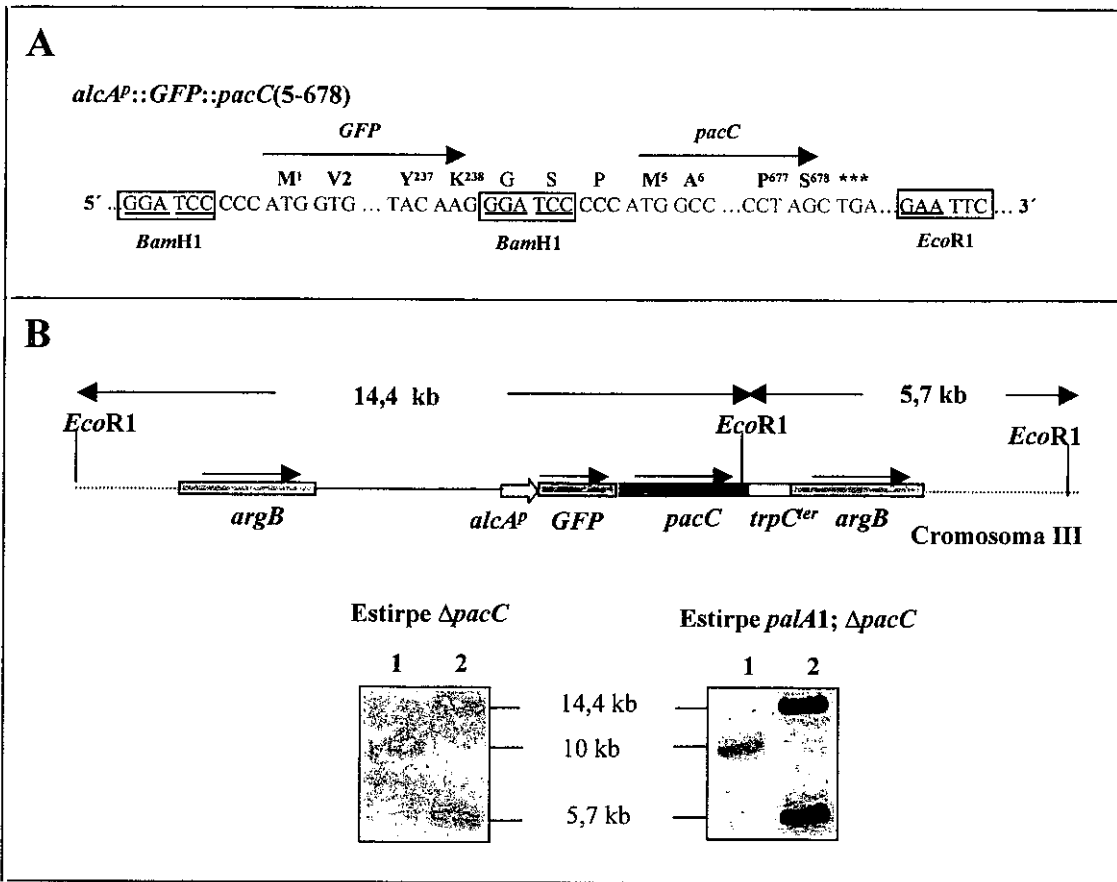 A
alcAᵖ::GFP::pacC(5-678)
GFP pacC
M¹ V2 Y²³⁷ K²³⁸ G S P M⁵ A⁶ P⁶⁷⁷ S⁶⁷⁸ ***
5´ ..GGA TCC CCC ATG GTG ... TAC AAG GGA TCC CCC ATG GCC ...CCT AGC TGA... GAA TTC... 3´
BamH1 BamH1 EcoR1
B
14,4 kb 5,7 kb
EcoR1 EcoR1 EcoR1
argB alcAᵖ GFP pacC trpCᵗᵉʳ argB
Cromosoma III
Estirpe ΔpacC Estirpe palA1; ΔpacC
1 2 1 2
14,4 kb
10 kb
5,7 kb